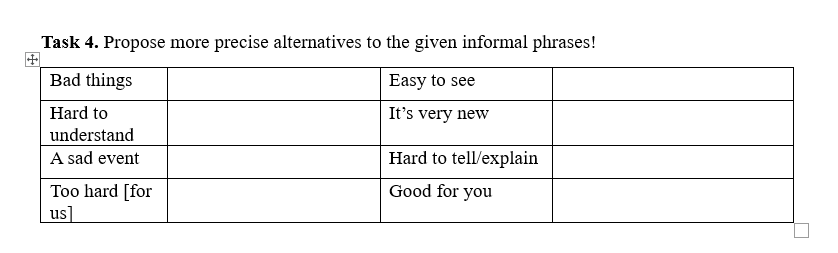 Task 4. Propose more precise alternatives to the given informal phrases!
Bad things
Easy to see
Hard to
understand
It's very new
A sad event
Hard to tell/explain
Too hard [for
us]
Good for you